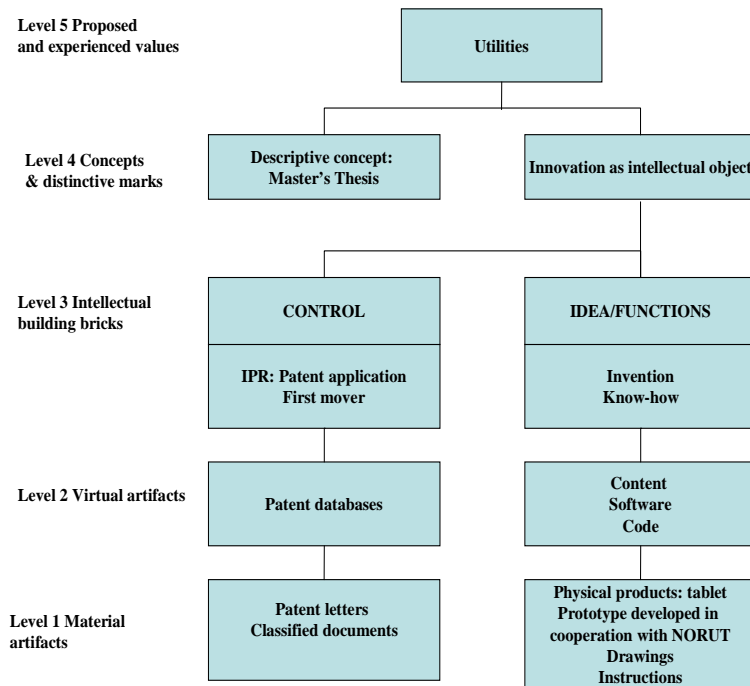 Level 5 Proposed
and experienced values
Utilities
Level 4 Concepts
& distinctive marks
Descriptive concept:
Master's Thesis
Innovation as intellectual object
Level 3 Intellectual
building bricks
CONTROL
IDEA/FUNCTIONS
IPR: Patent application
First mover
Invention
Know-how
Level 2 Virtual artifacts
Patent databases
Content
Software
Code
Level 1 Material
artifacts
Patent letters
Classified documents
Physical products: tablet
Prototype developed in
cooperation with NORUT
Drawings
Instructions